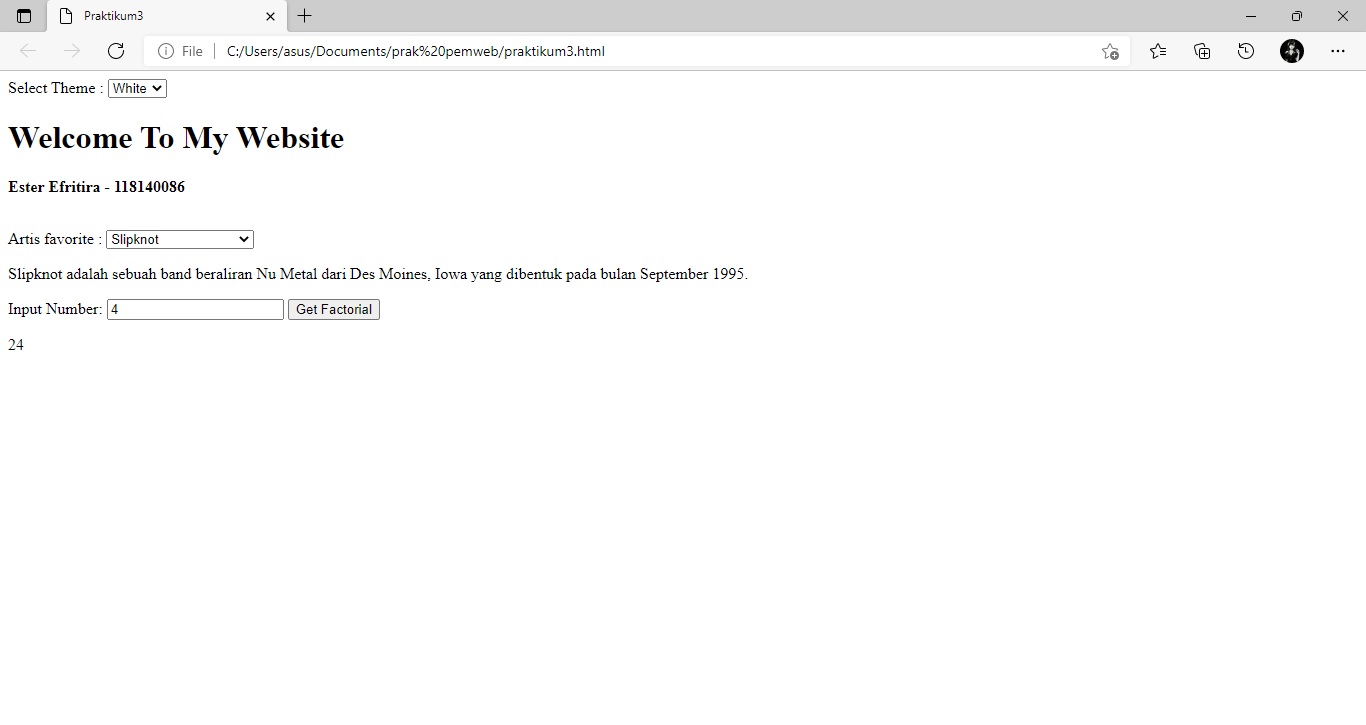 Praktikum3
File
C:/Users/asus/Documents/prak%20pemweb/praktikum3.html
Select Theme : White
Welcome To My Website
Ester Efritira - 118140086
Artis favorite : Slipknot
Slipknot adalah sebuah band beraliran Nu Metal dari Des Moines, Iowa yang dibentuk pada bulan September 1995.
Input Number: 4 Get Factorial
24